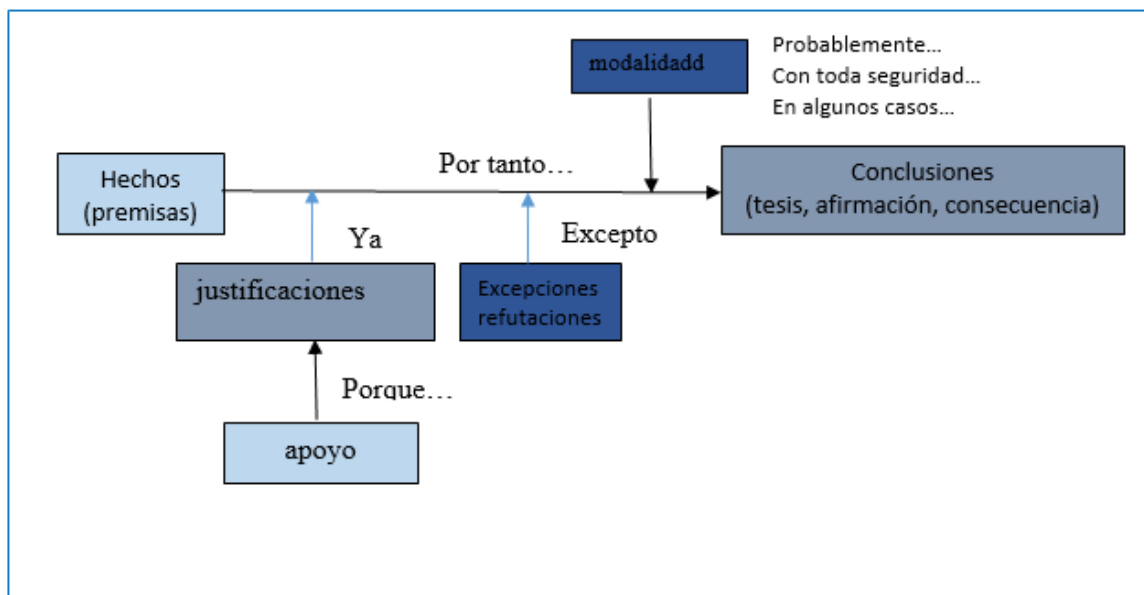 modalidadd
Probablemente…
Con toda seguridad…
En algunos casos…
Por tanto…
Hechos
(premisas)
Conclusiones
(tesis, afirmación, consecuencia)
Ya
Excepto
justificaciones
Excepciones
refutaciones
Porque…
apoyo